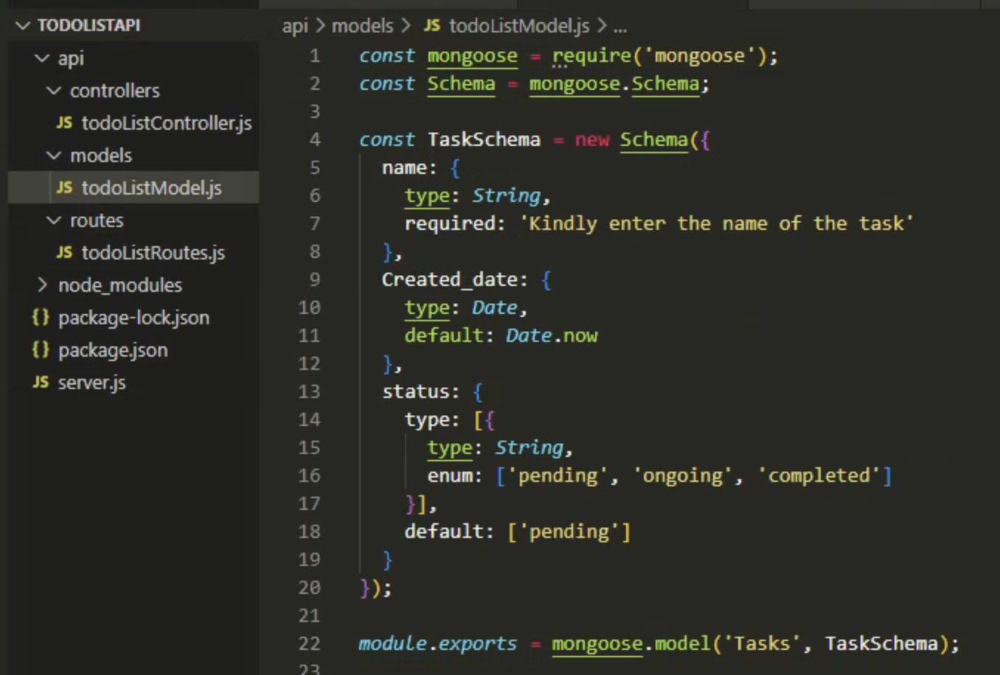 TODOLISTAPI
api
controllers
JS todoListController.js
models
JS todoListModel.js
routes
JS todoListRoutes.js
node_modules
{} package-lock.json
{} package.json
JS server.js
api > models > JS todoListModel.js > ...
1 const mongoose = require('mongoose');
2 const Schema = mongoose.Schema;
3
4 const TaskSchema = new Schema({
5 name: {
6 type: String,
7 required: 'Kindly enter the name of the task'
8 },
9 Created_date: {
10 type: Date,
11 default: Date.now
12 },
13 status: {
14 type: [{
15 type: String,
16 enum: ['pending', 'ongoing', 'completed']
17 }],
18 default: ['pending']
19 }
20 });
21
22 module.exports = mongoose.model('Tasks', TaskSchema);
23